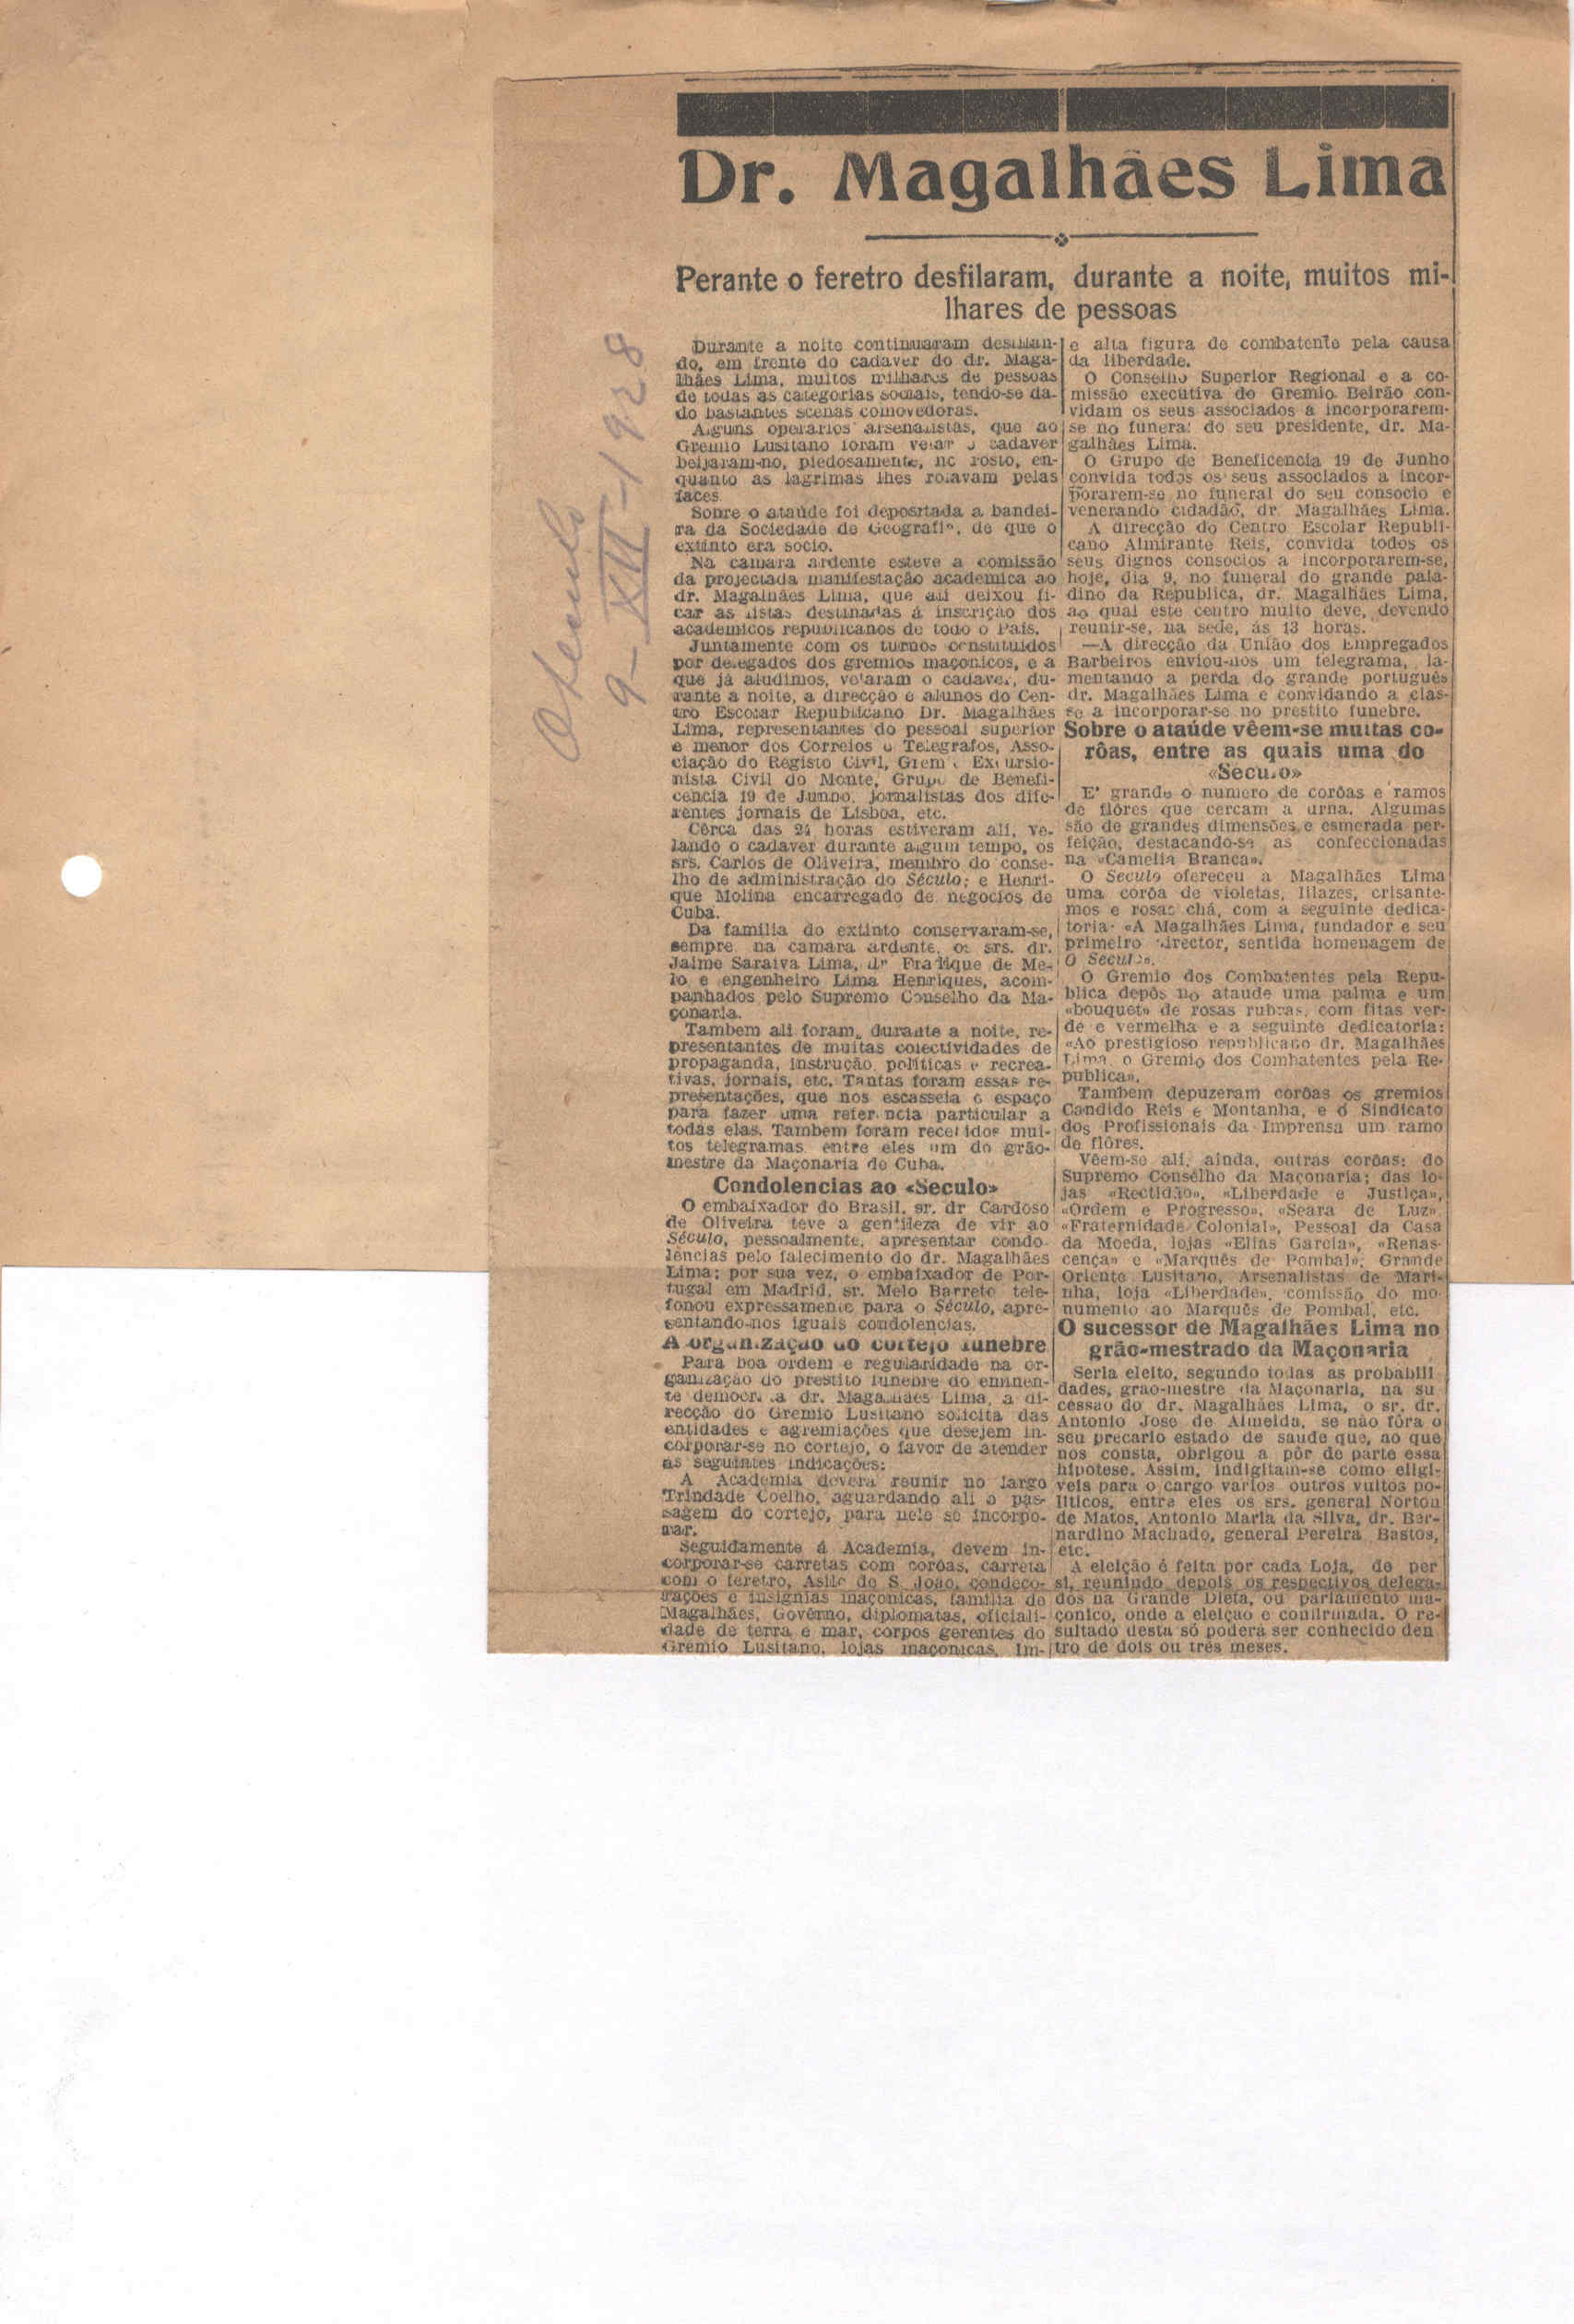 Dr. Magalhães Lima
Perante o feretro desfilaram, durante a noite, muitos mi-
lhares de pessoas
O Seculo
9-XII-1928
Durante a noite continuaram desfilan-
do, em frente do cadaver do dr. Maga-
lhães Lima, muitos milhares de pessoas
de todas as categorias sociais, tendo-se da-
do bastantes scenas comovedoras.
Alguns operarios arsenalistas, que ao
Gremio Lusitano foram velar o cadaver
beijaram-no, piedosamente, no rosto, en-
quanto as lagrimas lhes rolavam pelas
faces.
Sobre o ataúde foi depositada a bandei-
ra da Sociedade de Geografia, de que o
extinto era socio.
Na camara ardente esteve a comissão
da projectada manifestação academica ao
dr. Magalhães Lima, que ali deixou fi-
car as listas destinadas á inscrição dos
academicos republicanos de todo o País.
Juntamente com os turnos constituidos
por delegados dos gremios maçonicos, e a
que já aludimos, velaram o cadaver, du-
rante a noite, a direcção e alunos do Cen-
tro Escolar Republicano Dr. Magalhães
Lima, representantes do pessoal superior
e menor dos Correios e Telegrafos, Asso-
ciação do Registo Civil, Gremio Excursio-
nista Civil do Monte, Grupo de Benefi-
cencia 19 de Junho, jornalistas dos dife-
rentes jornais de Lisboa, etc.
Cêrca das 24 horas estiveram ali, ve-
lando o cadaver durante algum tempo, os
srs. Carlos de Oliveira, membro do conse-
lho de administração do Século; e Henri-
que Molina encarregado de negocios de
Cuba.
Da familia do extinto conservaram-se,
sempre na camara ardente, os srs. dr.
Jaime Saraiva Lima, dr Fradique de Me-
lo e engenheiro Lima Henriques, acom-
panhados pelo Supremo Conselho da Ma-
çonaria.
Tambem ali foram, durante a noite, re-
presentantes de muitas colectividades de
propaganda, instrução, politicas e recrea-
tivas, jornais, etc. Tantas foram essas re-
presentações, que nos escasseia o espaço
para fazer uma referencia particular a
todas elas. Tambem foram recebidos mui-
tos telegramas entre eles um do grão-
mestre da Maçonaria de Cuba.
Condolencias ao «Seculo»
O embaixador do Brasil, sr. dr Cardoso
de Oliveira teve a gentileza de vir ao
Século, pessoalmente, apresentar condo-
lências pelo falecimento do dr. Magalhães
Lima; por sua vez, o embaixador de Por-
tugal em Madrid, sr. Melo Barreto tele-
fonou expressamente para o Século, apre-
sentando-nos iguais condolencias.
A organização do cortejo funebre
Para boa ordem e regularidade na or-
ganização do prestito funebre do eminen-
te democrata dr. Magalhães Lima, a di-
recção do Gremio Lusitano solicita das
entidades e agremiações que desejem in-
corporar-se no cortejo, o favor de atender
as seguintes indicações:
A Academia deverá reunir no largo
Trindade Coelho, aguardando ali a pas-
sagem do cortejo, para nele se incorpo-
rar.
Seguidamente á Academia, devem in-
corporar-se carretas com corôas, carreta
com o feretro, Asilo de S. João, condeco-
rações e insignias maçonicas, familia de
Magalhães, Govêrno, diplomatas, oficiali-
dade de terra e mar, corpos gerentes do
Gremio Lusitano, lojas maçonicas, Im-
e alta figura de combatente pela causa
da liberdade.
O Conselho Superior Regional e a co-
missão executiva do Gremio Beirão con-
vidam os seus associados a incorporarem-
se no funeral do seu presidente, dr. Ma-
galhães Lima.
O Grupo de Beneficencia 19 de Junho
convida todos os seus associados a incor-
porarem-se no funeral do seu consocio e
venerando cidadão, dr. Magalhães Lima.
A direcção do Centro Escolar Republi-
cano Almirante Reis, convida todos os
seus dignos consocios a incorporarem-se,
hoje, dia 9, no funeral do grande pala-
dino da Republica, dr. Magalhães Lima,
ao qual este centro muito deve, devendo
reunir-se, na sede, ás 13 horas.
—A direcção da União dos Empregados
Barbeiros enviou-nos um telegrama, la-
mentando a perda do grande português
dr. Magalhães Lima e convidando a clas-
se a incorporar-se no prestito funebre.
Sobre o ataúde vêem-se muitas co-
rôas, entre as quais uma do
«Seculo»
E' grande o numero de corôas e ramos
de flôres que cercam a urna. Algumas
são de grandes dimensões e esmerada per-
feição, destacando-se as confeccionadas
na «Camelia Branca».
O Seculo ofereceu a Magalhães Lima
uma corôa de violetas, lilazes, crisante-
mos e rosas chá, com a seguinte dedica-
toria: «A Magalhães Lima, fundador e seu
primeiro director, sentida homenagem de
O Seculo».
O Gremio dos Combatentes pela Repu-
blica depôs no ataude uma palma e um
«bouquet» de rosas rubras, com fitas ver-
de e vermelha e a seguinte dedicatoria:
«Ao prestigioso republicano dr. Magalhães
Lima, o Gremio dos Combatentes pela Re-
publica».
Tambem depuzeram corôas os gremios
Candido Reis e Montanha, e o Sindicato
dos Profissionais da Imprensa um ramo
de flôres.
Vêem-se ali, ainda, outras corôas: do
Supremo Consêlho da Maçonaria; das lo-
jas «Rectidão», «Liberdade e Justiça»,
«Ordem e Progresso», «Seara de Luz»,
«Fraternidade Colonial», Pessoal da Casa
da Moeda, lojas «Elias Garcia», «Renas-
cença» e «Marquês de Pombal»; Grande
Oriente Lusitano, Arsenalistas de Mari-
nha, loja «Liberdade», comissão do mo-
numento ao Marquês de Pombal, etc.
O sucessor de Magalhães Lima no
grão-mestrado da Maçonaria
Seria eleito, segundo todas as probabili-
dades, grao-mestre da Maçonaria, na su
cessão do dr. Magalhães Lima, o sr. dr.
Antonio José de Almeida, se não fôra o
seu precario estado de saude que, ao que
nos consta, obrigou a pôr de parte essa
hipotese. Assim, indigitam-se como eligi-
veis para o cargo varios outros vultos po-
liticos, entre eles os srs. general Norton
de Matos, Antonio Maria da Silva, dr. Ber-
nardino Machado, general Pereira Bastos,
etc.
A eleição é feita por cada Loja, de per
si, reunindo depois os respectivos delega-
dos na Grande Dieta, ou parlamento ma-
çonico, onde a eleição e confirmada. O re-
sultado desta só poderá ser conhecido den
tro de dois ou três meses.